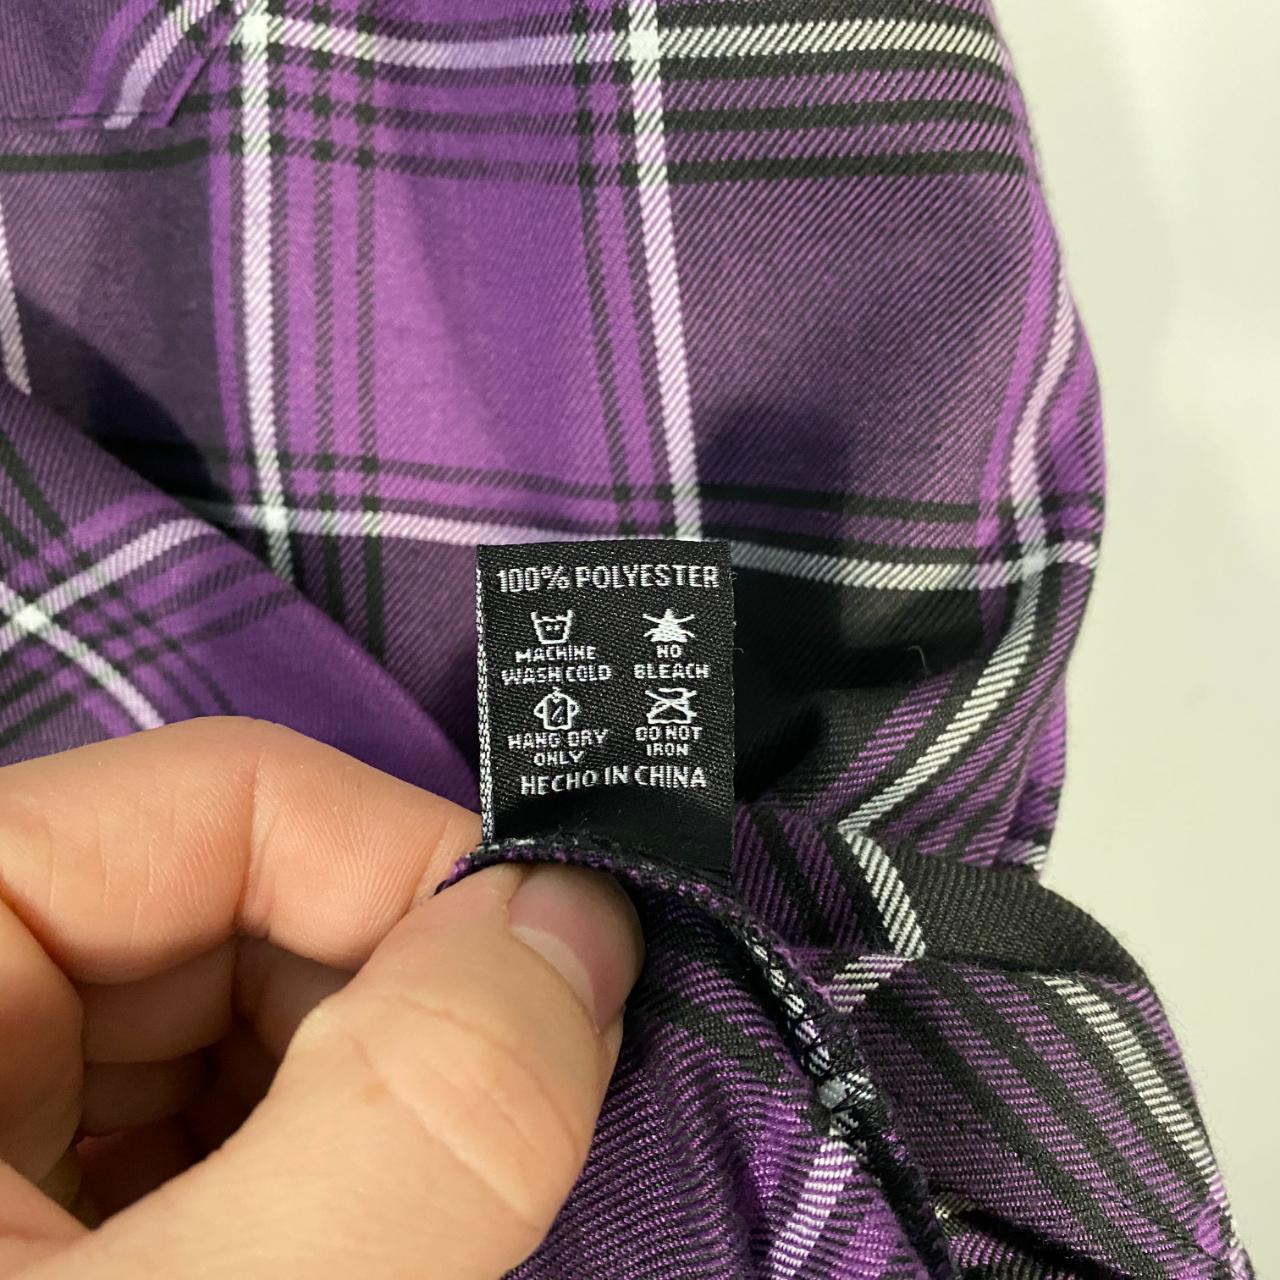 100% POLYESTER
MACHINE NO
WASH COLD BLEACH
HANG DRY DO NOT
ONLY IRON
HECHO IN CHINA